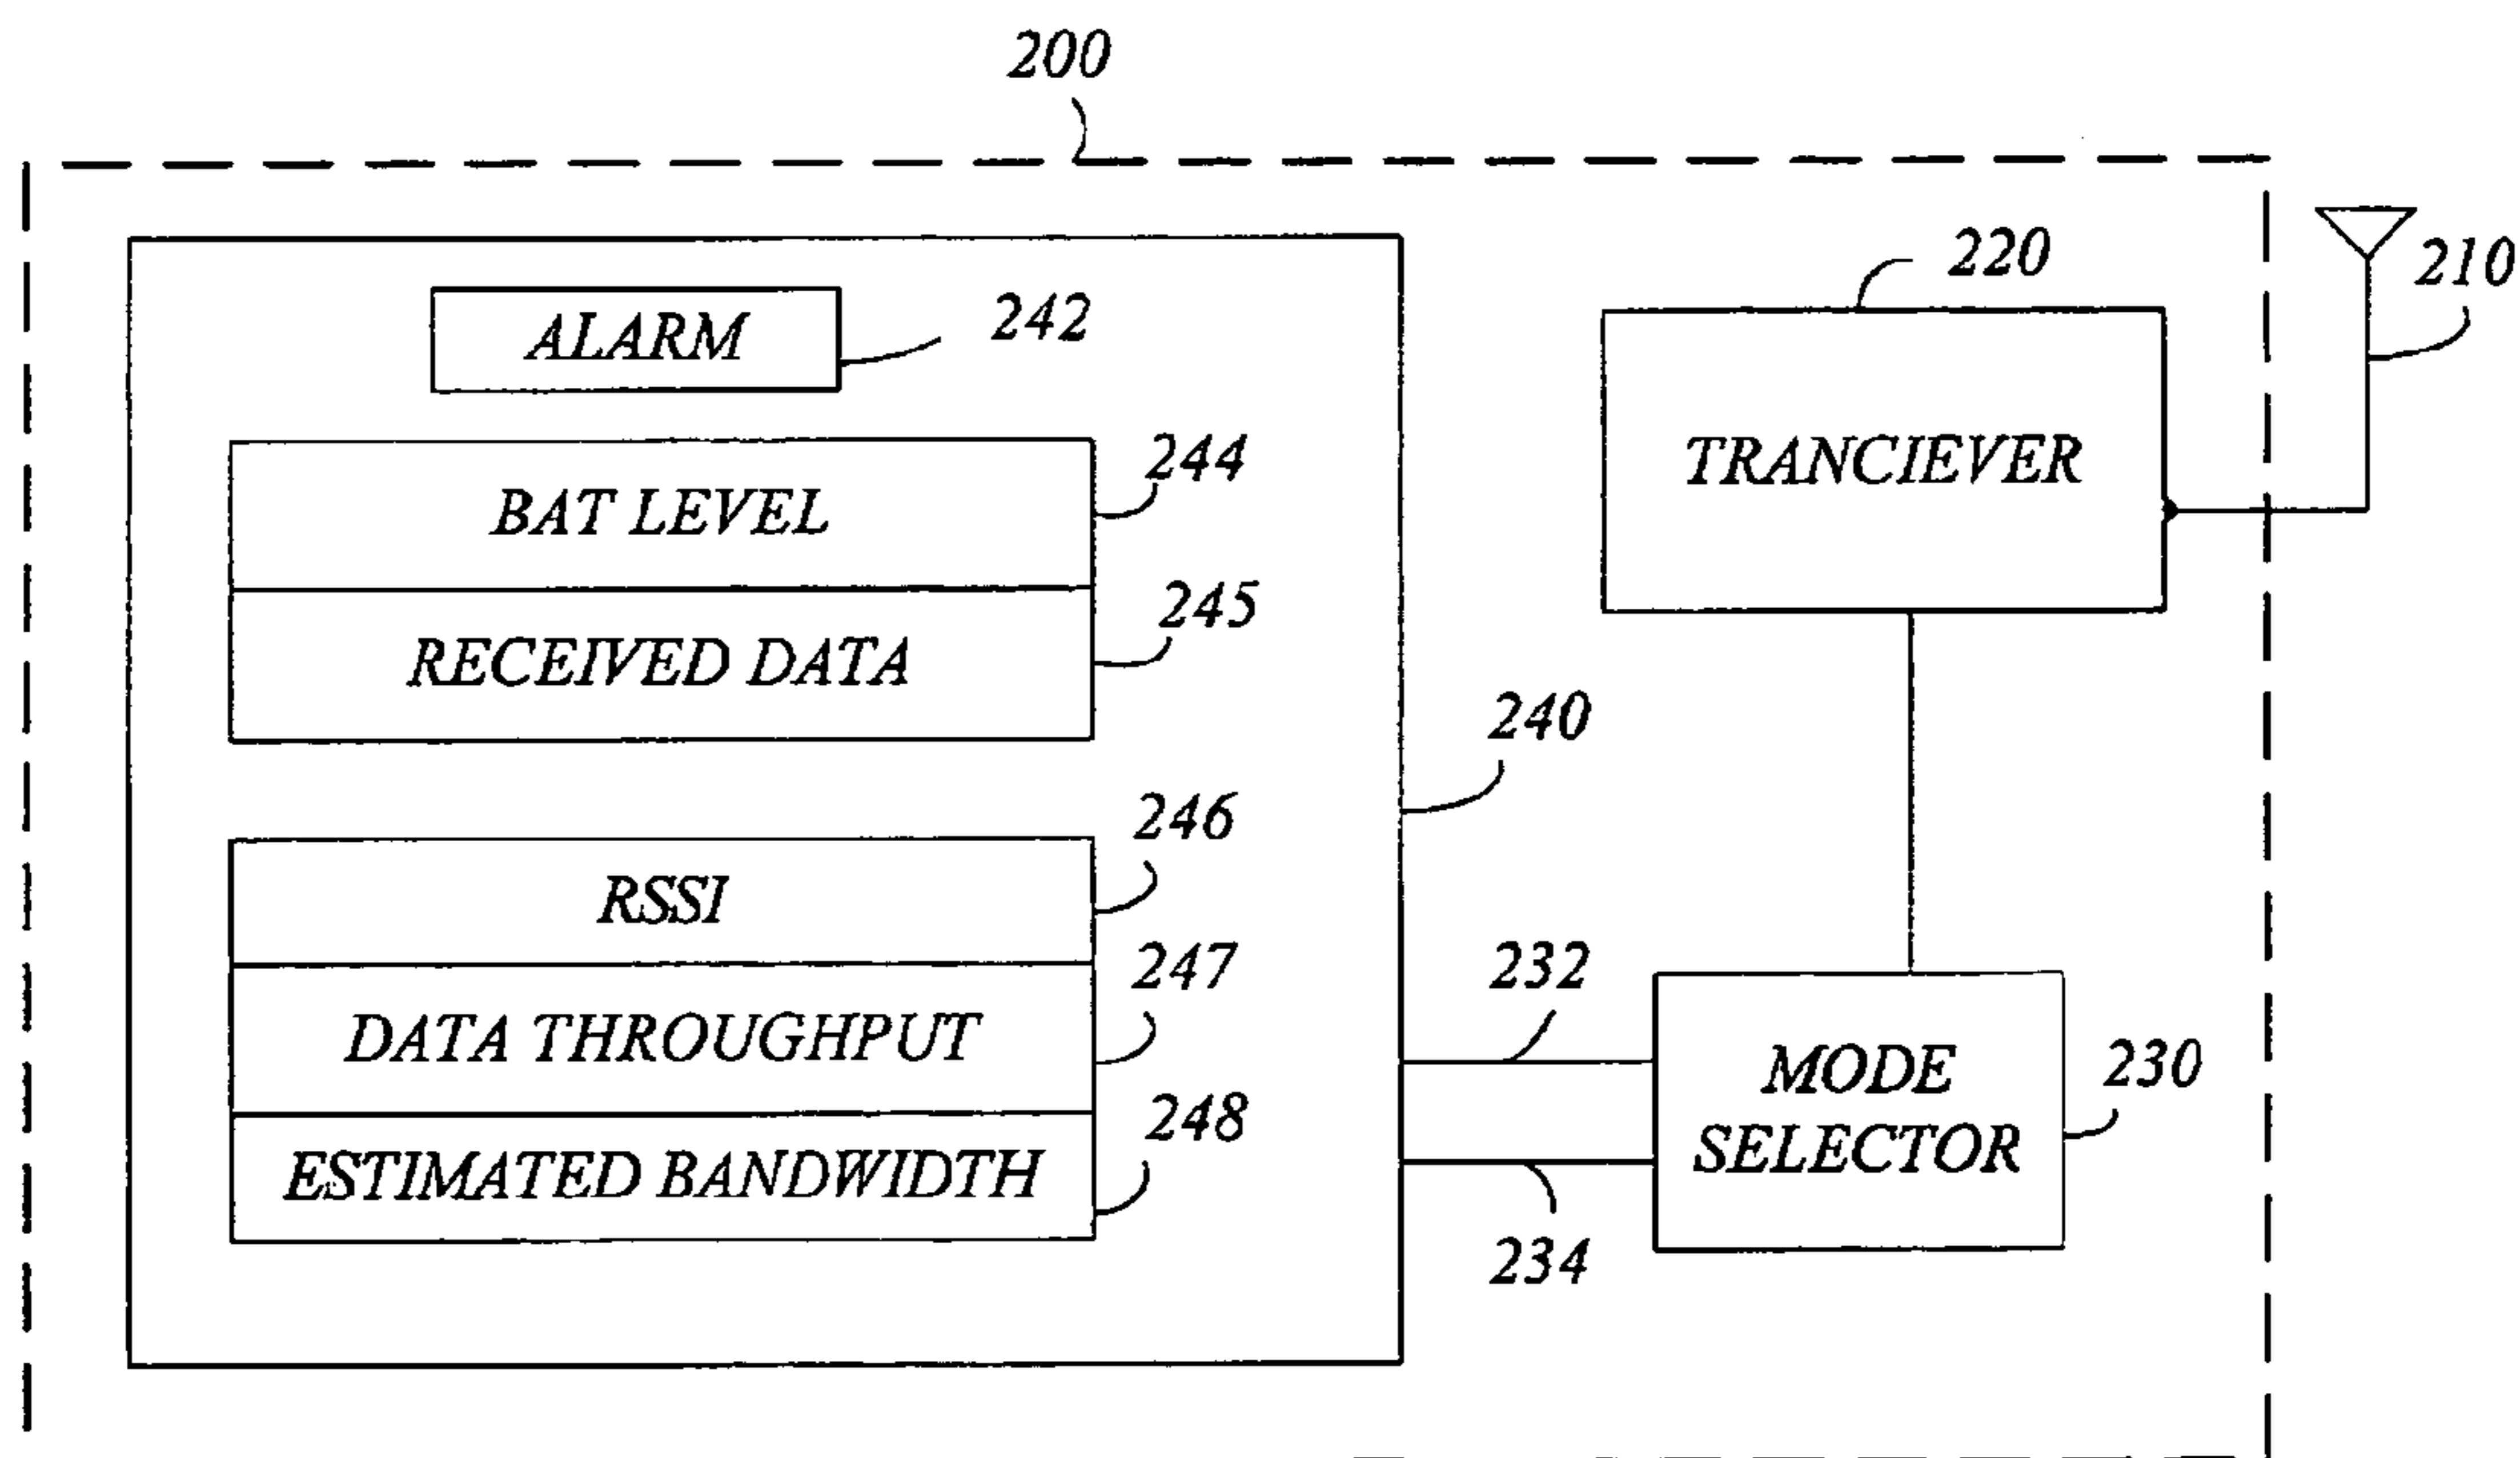 200
210
220
ALARM
242
TRANCIEVER
244
BAT LEVEL
245
RECEIVED DATA
240
246
RSSI
232
247
DATA THROUGHPUT
MODE
SELECTOR
230
248
ESTIMATED BANDWIDTH
234